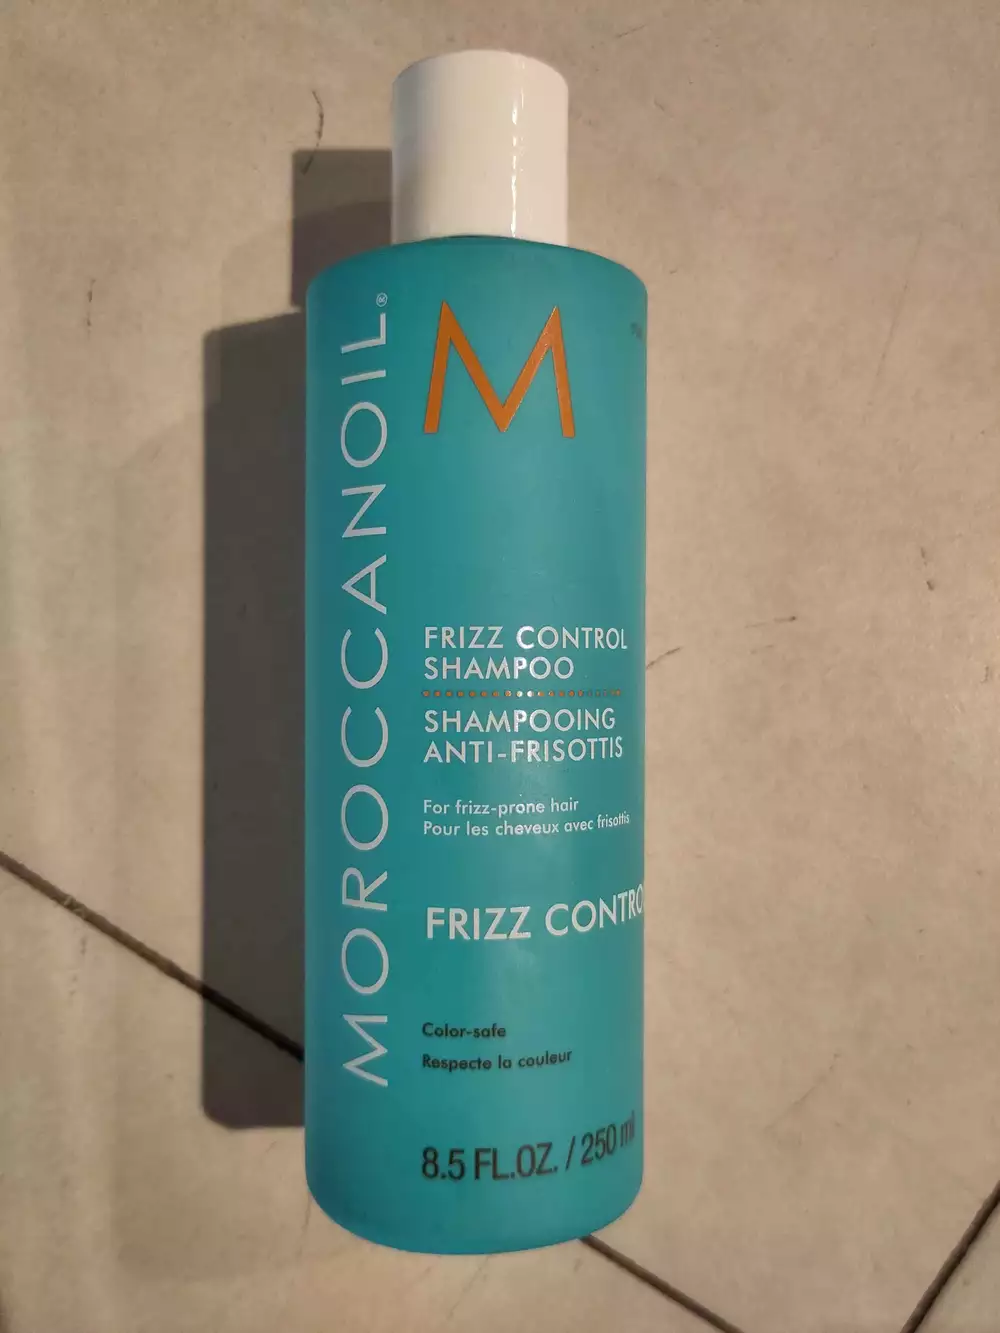 MOROCCANOIL®
M
FRIZZ CONTROL
SHAMPOO
SHAMPOOING
ANTI-FRISOTTIS
For frizz-prone hair
Pour les cheveux avec frisottis
FRIZZ CONTRO
Color-safe
Respecte la couleur
8.5 FL.OZ. / 250 ml